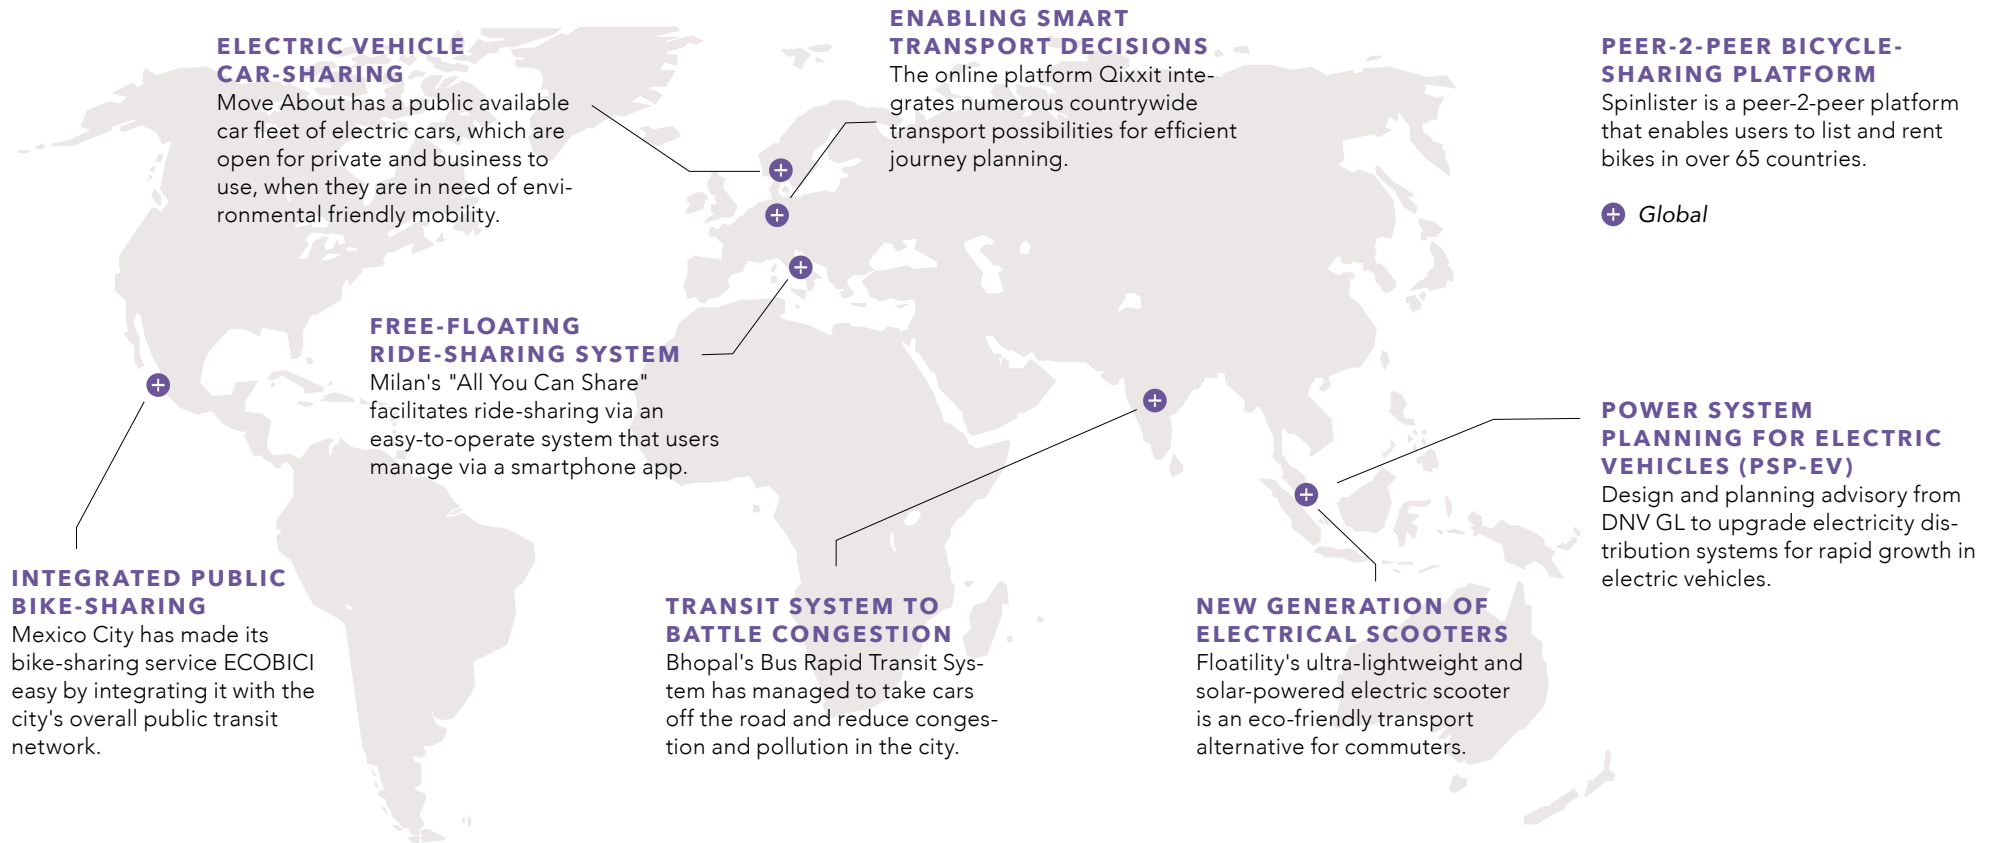 ELECTRIC VEHICLE
CAR-SHARING
Move About has a public available
car fleet of electric cars, which are
open for private and business to
use, when they are in need of envi-
ronmental friendly mobility.
ENABLING SMART
TRANSPORT DECISIONS
The online platform Qixxit inte-
grates numerous countrywide
transport possibilities for efficient
journey planning.
PEER-2-PEER BICYCLE-
SHARING PLATFORM
Spinlister is a peer-2-peer platform
that enables users to list and rent
bikes in over 65 countries.
Global
FREE-FLOATING
RIDE-SHARING SYSTEM
Milan's "All You Can Share"
facilitates ride-sharing via an
easy-to-operate system that users
manage via a smartphone app.
POWER SYSTEM
PLANNING FOR ELECTRIC
VEHICLES (PSP-EV)
Design and planning advisory from
DNV GL to upgrade electricity dis-
tribution systems for rapid growth in
electric vehicles.
INTEGRATED PUBLIC
BIKE-SHARING
Mexico City has made its
bike-sharing service ECOBICI
easy by integrating it with the
city's overall public transit
network.
TRANSIT SYSTEM TO
BATTLE CONGESTION
Bhopal's Bus Rapid Transit Sys-
tem has managed to take cars
off the road and reduce conges-
tion and pollution in the city.
NEW GENERATION OF
ELECTRICAL SCOOTERS
Floatility's ultra-lightweight and
solar-powered electric scooter
is an eco-friendly transport
alternative for commuters.